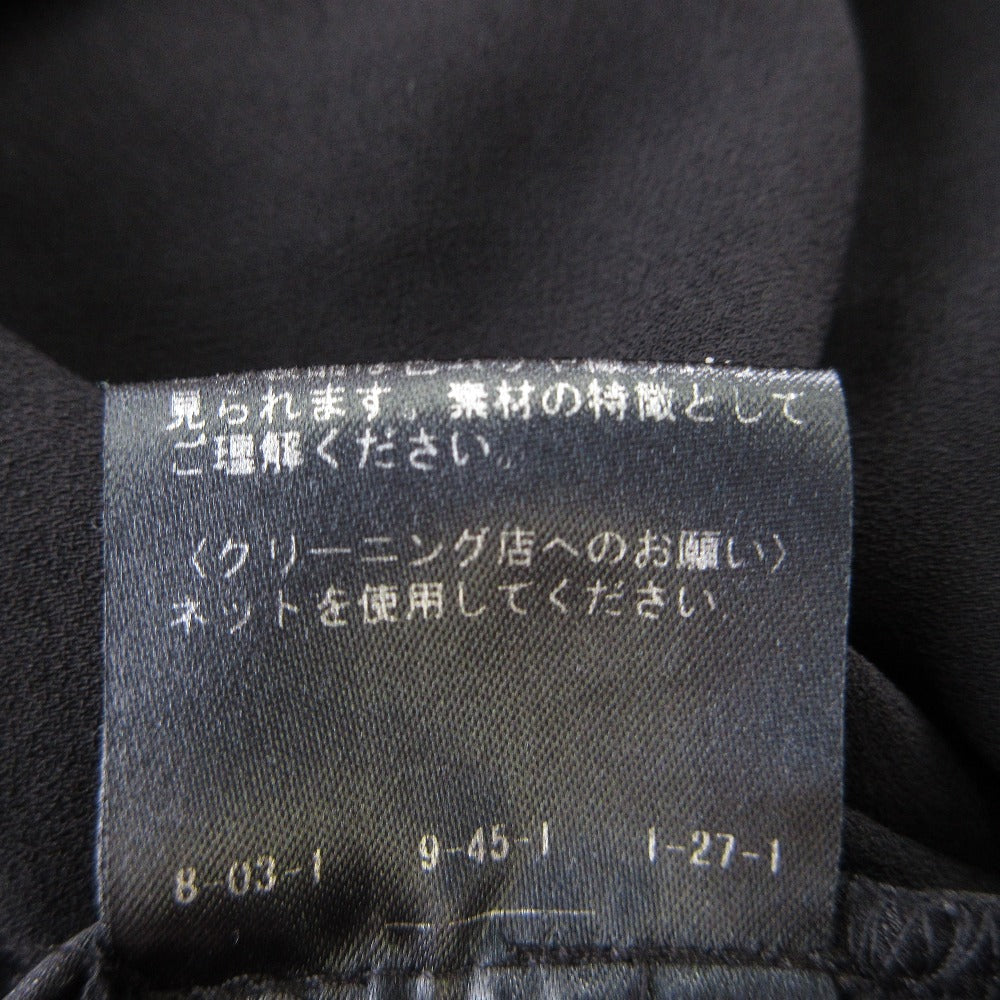 見られます。素材の特徴として
ご理解ください。
〈クリーニング店へのお願い〉
ネットを使用してください
8-03-1 9-45-1 1-27-1